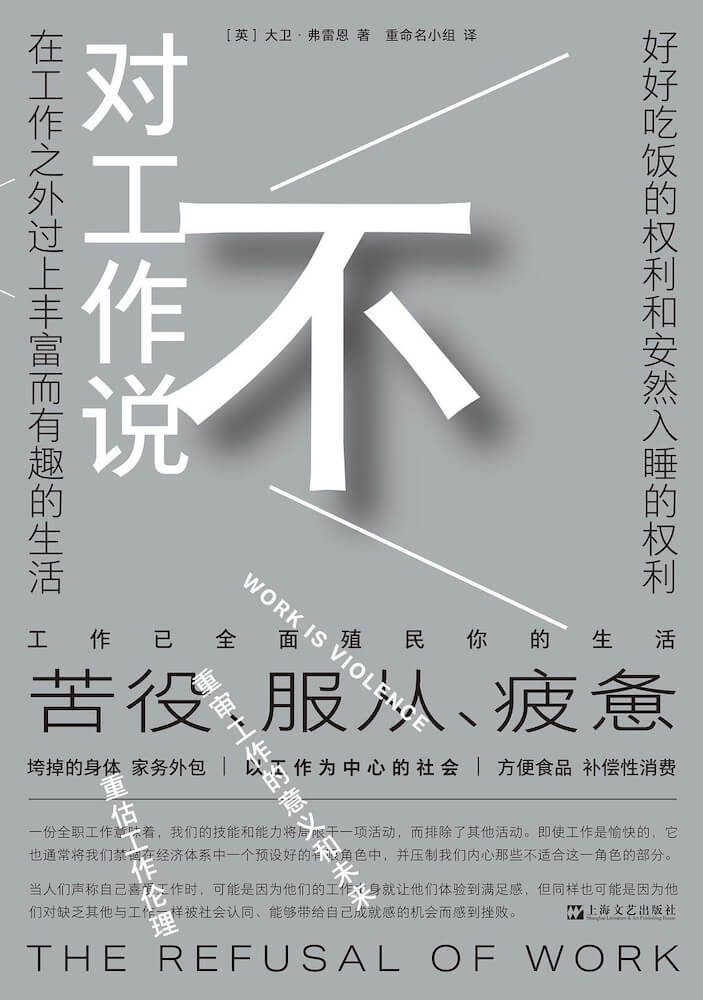 [英] 大卫·弗雷恩 著 重命名小组 译
对工作说
不
好好吃饭的权利和安然入睡的权利
在工作之外过上丰富而有趣的生活
WORK IS VIOLENCE
工作已全面殖民你的生活
苦役、服从、疲惫
重审工作的意义和未来
垮掉的身体 家务外包 | 以工作为中心的社会 | 方便食品 补偿性消费
重估工作伦理
一份全职工作意味着,我们的技能和能力将局限于一项活动,而排除了其他活动。即使工作是愉快的,它
也通常将我们禁锢在经济体系中一个预设好的有限角色中,并压制我们内心那些不适合这一角色的部分。
当人们声称自己喜爱工作时,可能是因为他们的工作本身就让他们体验到满足感,但同样也可能是因为他
们对缺乏其他与工作一样被社会认同、能够带给自己成就感的机会而感到挫败。
上海文艺出版社
Shanghai Literature & Art Publishing House
THE REFUSAL OF WORK